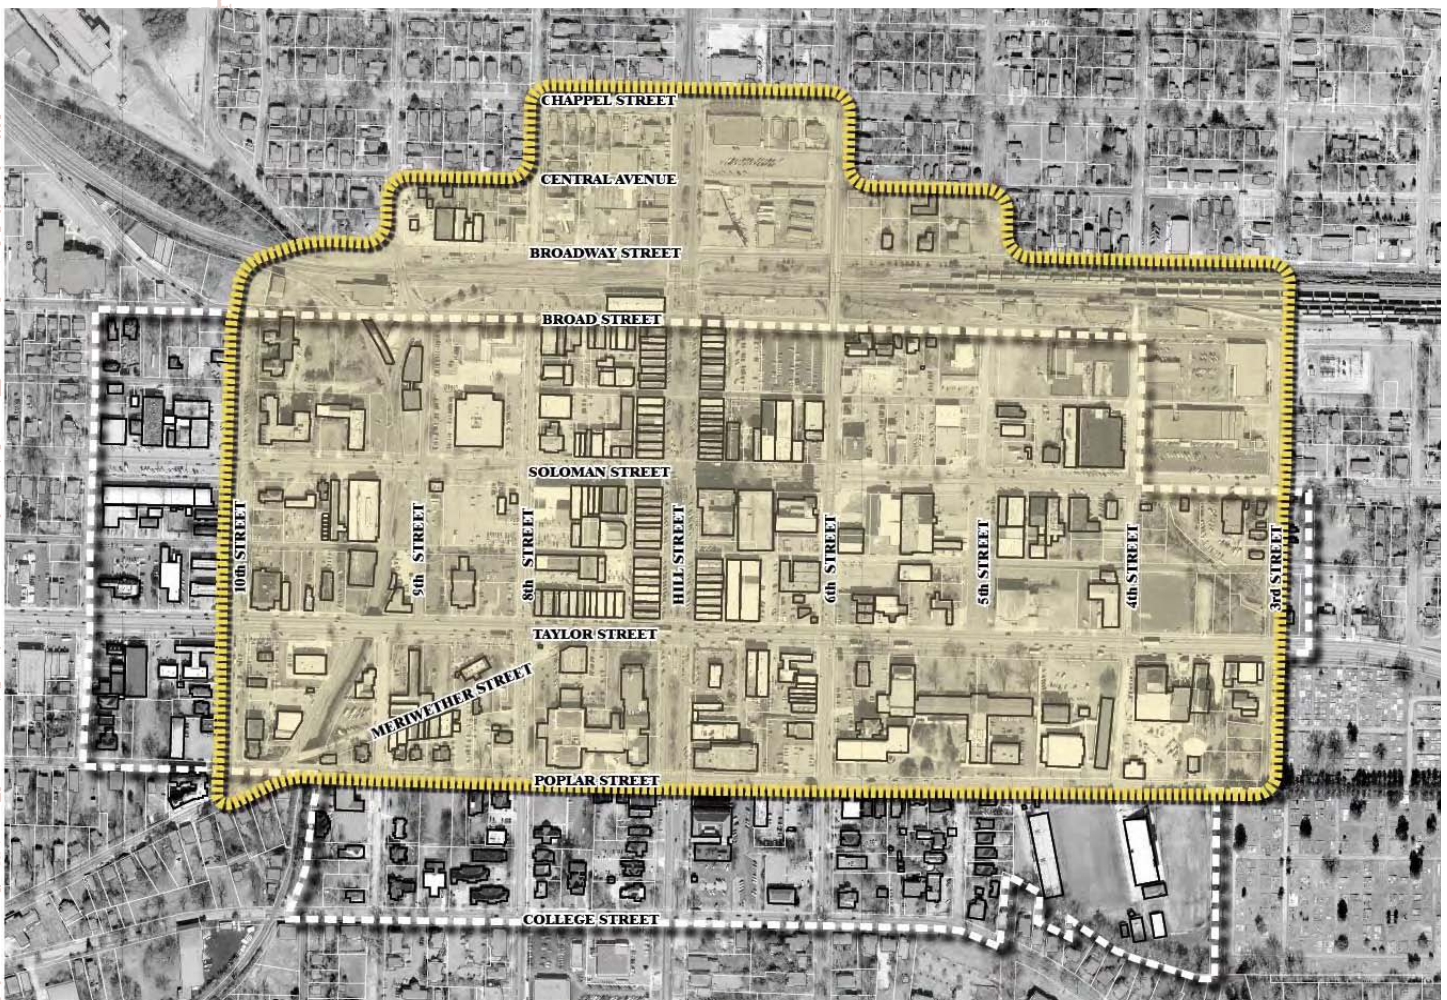 CHAPPEL STREET
CENTRAL AVENUE
BROADWAY STREET
BROAD STREET
SOLOMAN STREET
10th STREET
9th STREET
8th STREET
HILL STREET
6th STREET
5th STREET
4th STREET
3rd STREET
TAYLOR STREET
MERIWETHER STREET
POPLAR STREET
COLLEGE STREET